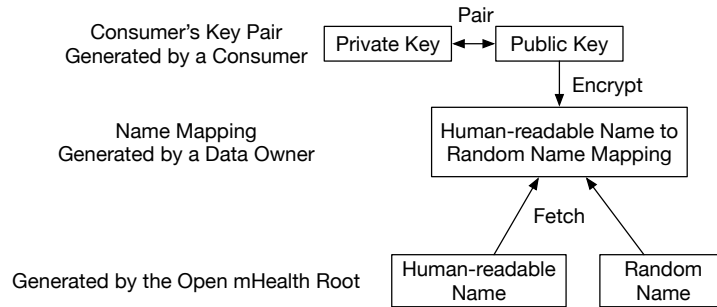 Pair
Consumer's Key Pair
Generated by a Consumer
Private Key
Public Key
Encrypt
Name Mapping
Generated by a Data Owner
Human-readable Name to
Random Name Mapping
Fetch
Generated by the Open mHealth Root
Human-readable
Name
Random
Name